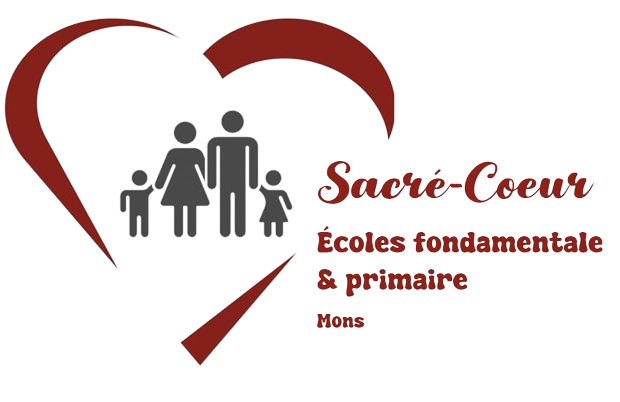 Sacré-Coeur
Écoles fondamentale
& primaire
Mons